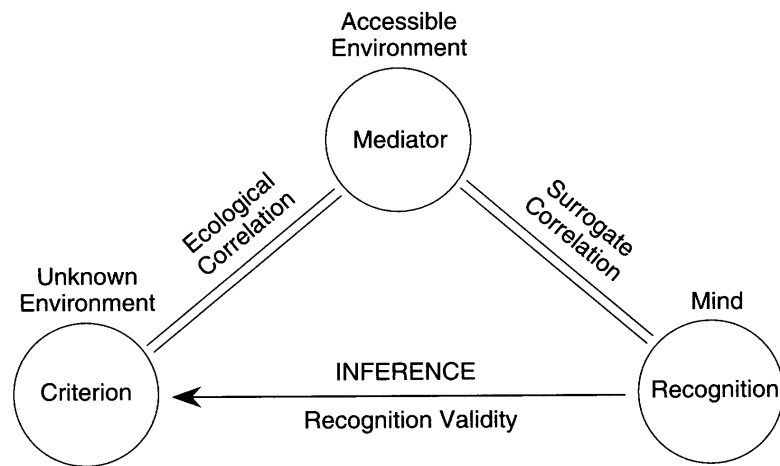 Accessible
Environment
Mediator
Ecological
Correlation
Surrogate
Correlation
Unknown
Environment
Mind
Criterion
INFERENCE
Recognition Validity
Recognition